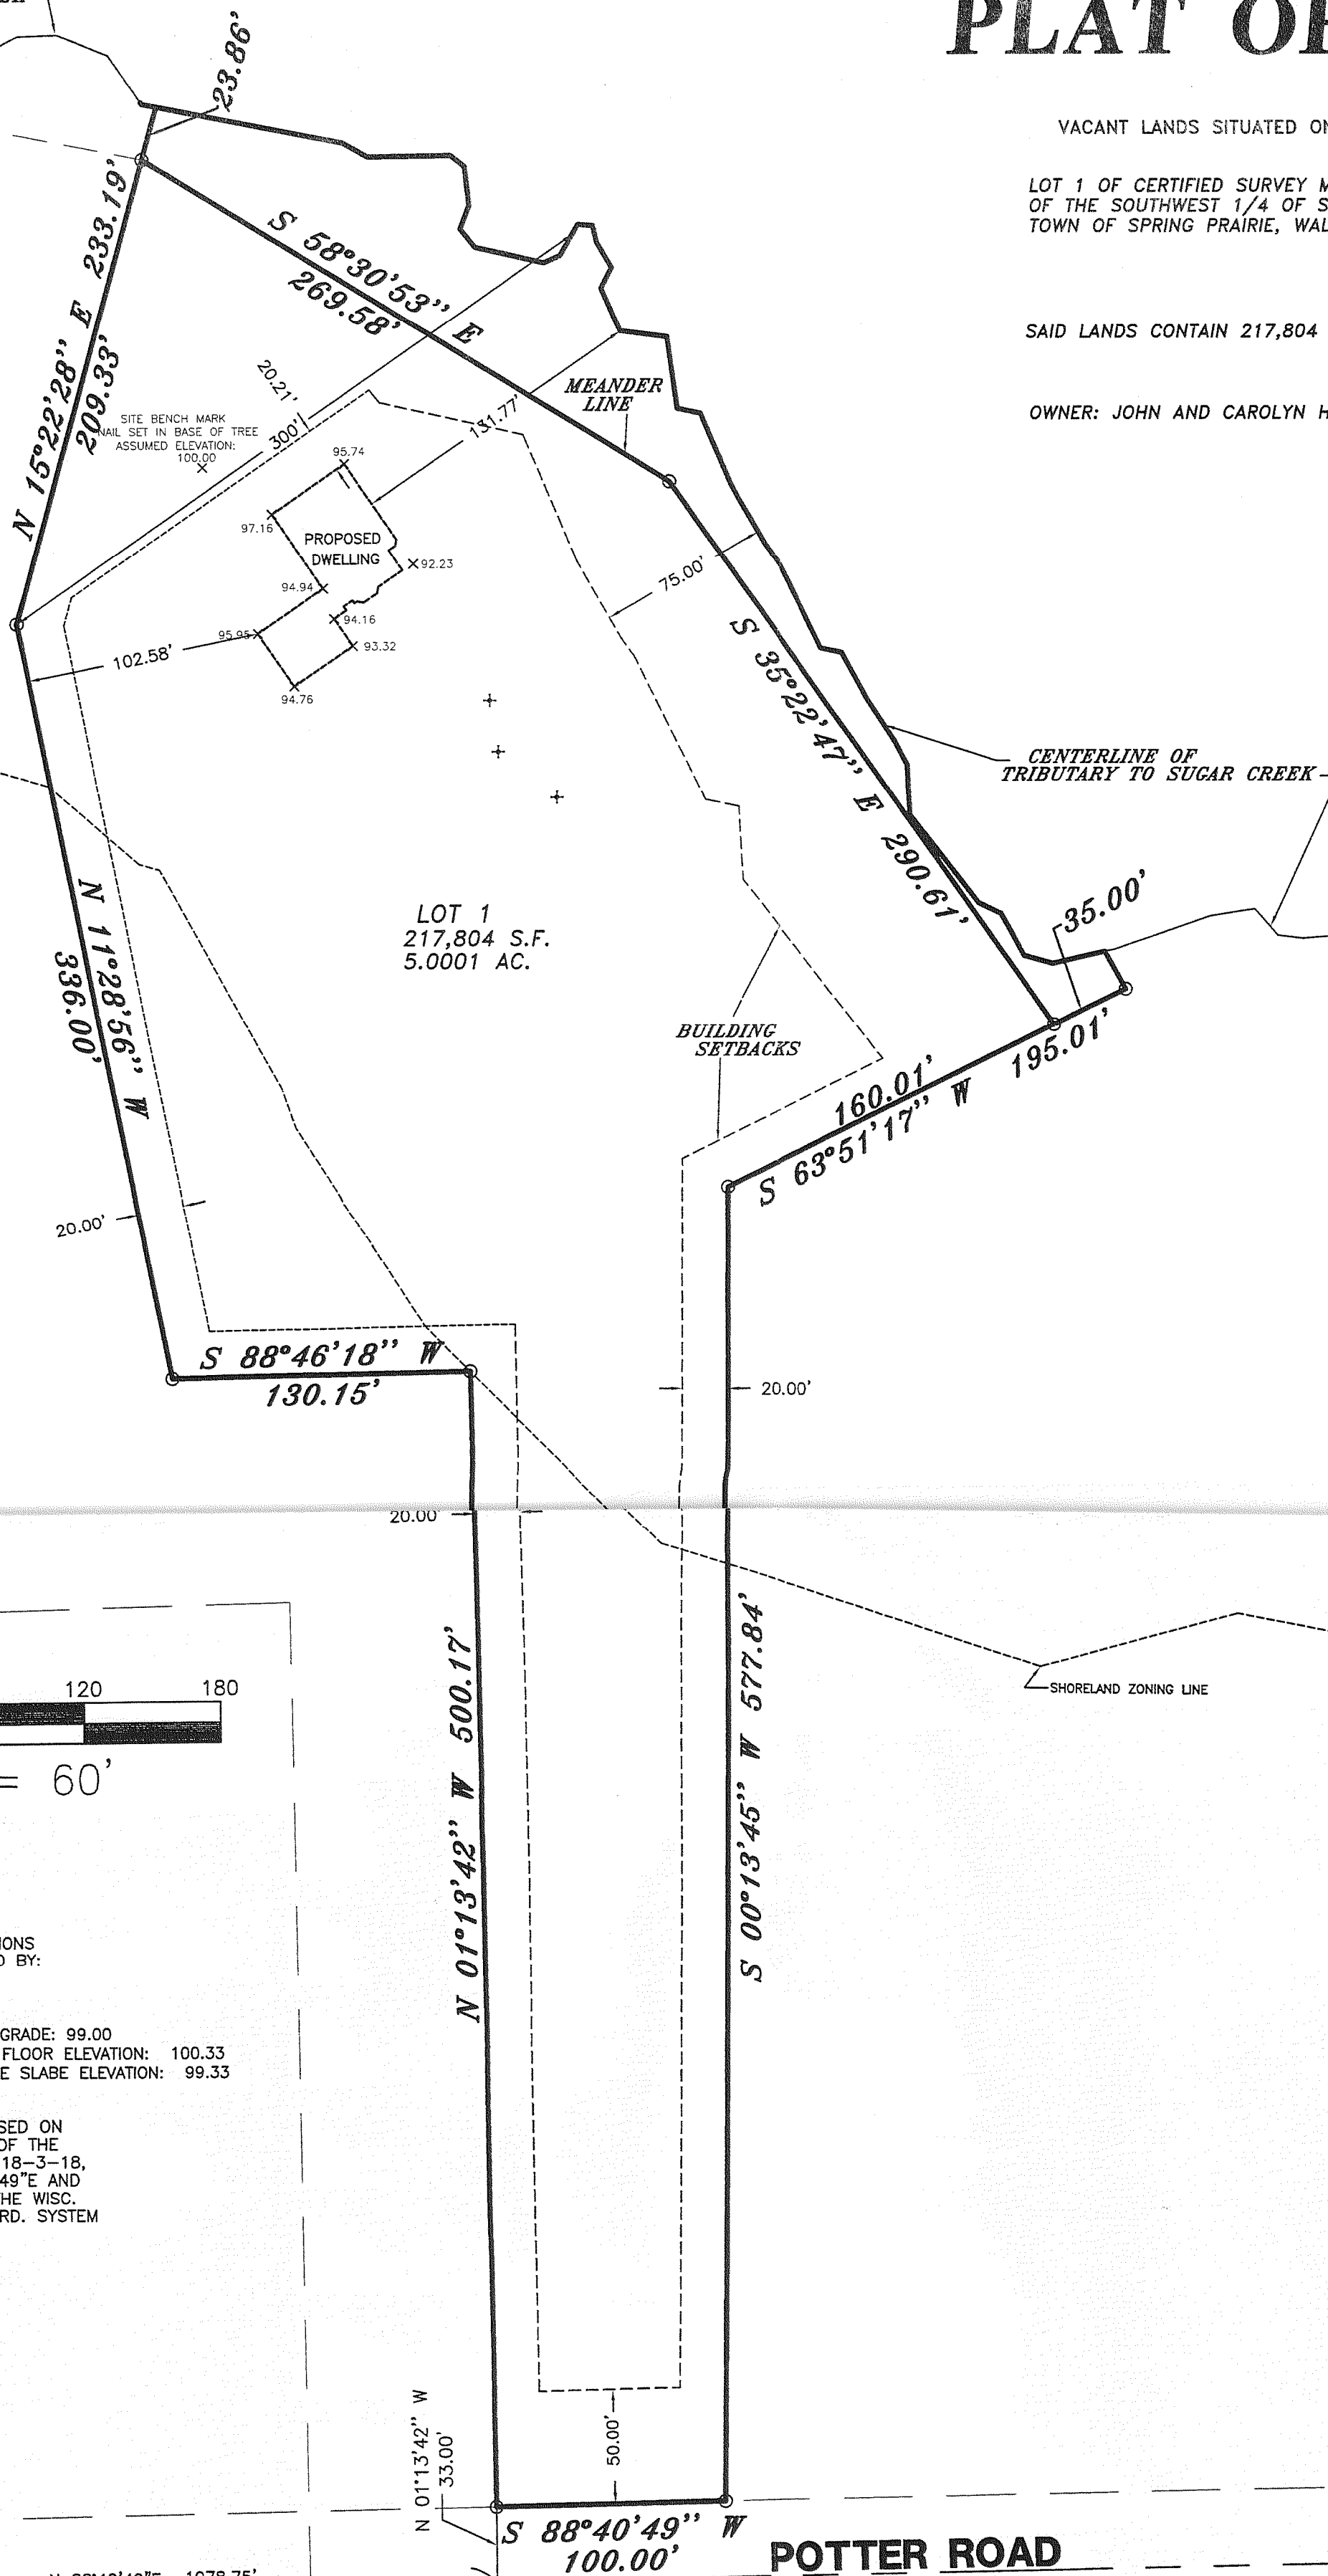 PLAT OF
23.86'
VACANT LANDS SITUATED ON
LOT 1 OF CERTIFIED SURVEY M
OF THE SOUTHWEST 1/4 OF S
TOWN OF SPRING PRAIRIE, WAL
SAID LANDS CONTAIN 217,804
OWNER: JOHN AND CAROLYN H
N 15°22'28" E 233.19'
209.33'
S 58°30'53" E
269.58'
20.21'
300'
131.77'
MEANDER
LINE
SITE BENCH MARK
NAIL SET IN BASE OF TREE
ASSUMED ELEVATION:
100.00
95.74
97.16
PROPOSED
DWELLING
92.23
94.94
94.16
95.95
93.32
94.76
102.58'
75.00'
S 35°22'47" E 290.61'
CENTERLINE OF
TRIBUTARY TO SUGAR CREEK
35.00'
LOT 1
217,804 S.F.
5.0001 AC.
N 11°28'56" W
336.00'
BUILDING
SETBACKS
160.01'
195.01'
S 63°51'17" W
20.00'
S 88°46'18" W
130.15'
20.00'
20.00'
N 01°13'42" W 500.17'
S 00°13'45" W 577.84'
SHORELAND ZONING LINE
120 180
= 60'
IONS
D BY:
GRADE: 99.00
FLOOR ELEVATION: 100.33
E SLABE ELEVATION: 99.33
SED ON
OF THE
18-3-18,
49"E AND
THE WISC.
RD. SYSTEM
50.00'
N 01°13'42" W
33.00'
S 88°40'49" W
100.00'
POTTER ROAD